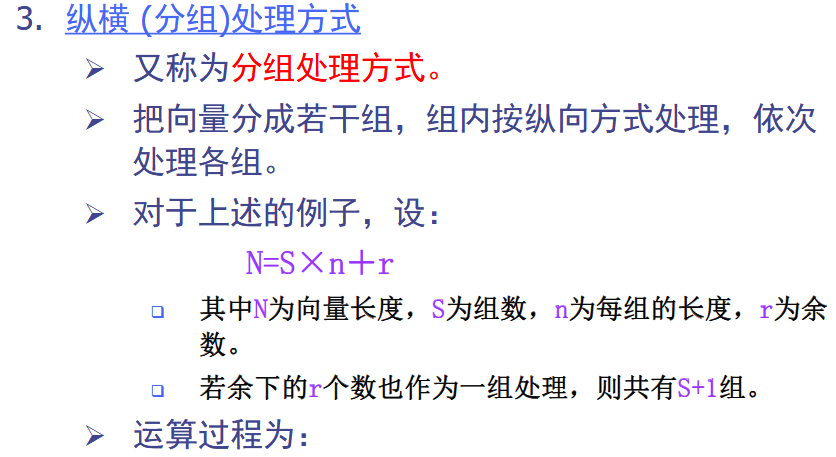 3. 纵横 (分组)处理方式
➢ 又称为分组处理方式。
➢ 把向量分成若干组，组内按纵向方式处理，依次
处理各组。
➢ 对于上述的例子，设：
N=S×n＋r
❑ 其中N为向量长度，S为组数，n为每组的长度，r为余
数。
❑ 若余下的r个数也作为一组处理，则共有S+1组。
➢ 运算过程为：